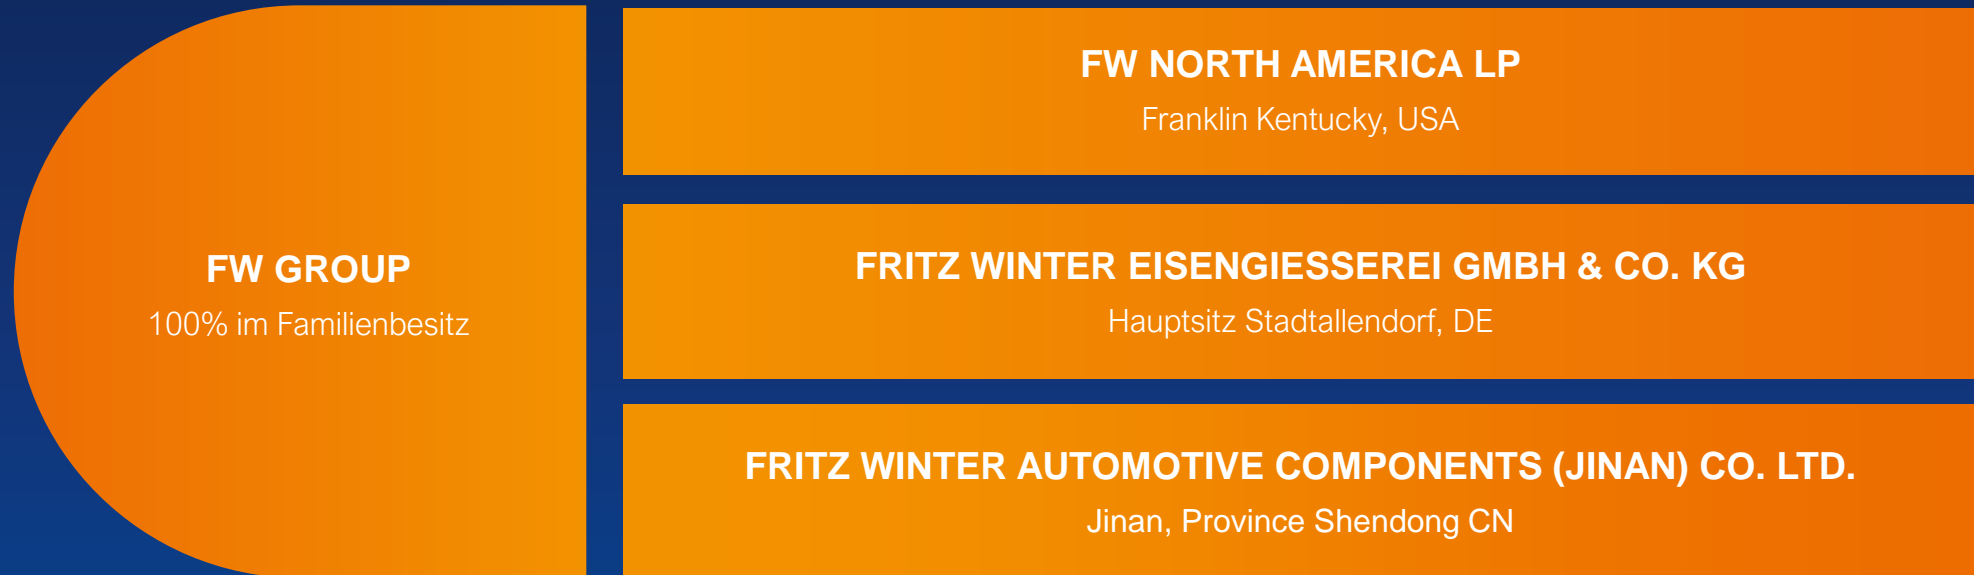 FW GROUP
100% im Familienbesitz
FW NORTH AMERICA LP
Franklin Kentucky, USA
FRITZ WINTER EISENGIESSEREI GMBH & CO. KG
Hauptsitz Stadtallendorf, DE
FRITZ WINTER AUTOMOTIVE COMPONENTS (JINAN) CO. LTD.
Jinan, Province Shendong CN